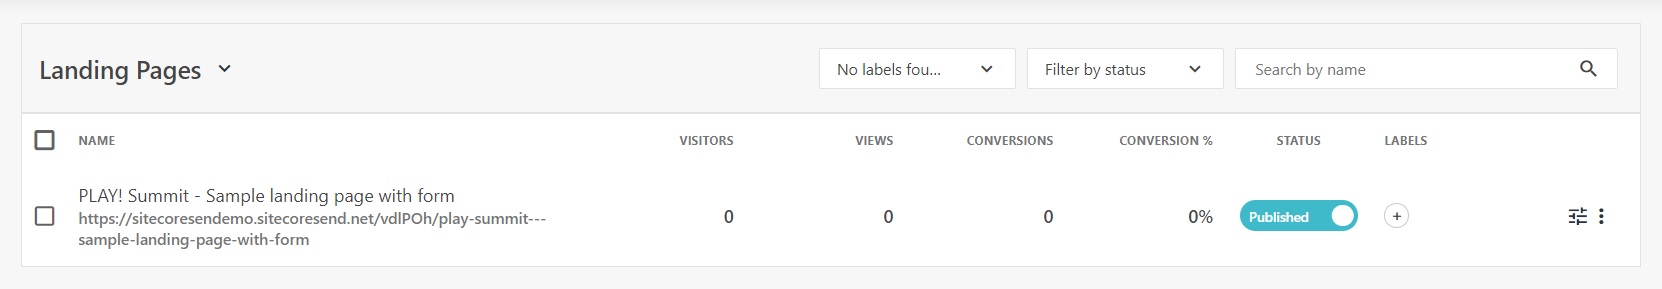 Landing Pages
No labels fou...
Filter by status
Search by name
NAME
VISITORS
VIEWS
CONVERSIONS
CONVERSION %
STATUS
LABELS
PLAY! Summit - Sample landing page with form
https://sitecoresendemo.sitecoresend.net/vdlPOh/play-summit---
sample-landing-page-with-form
0
0
0
0%
Published